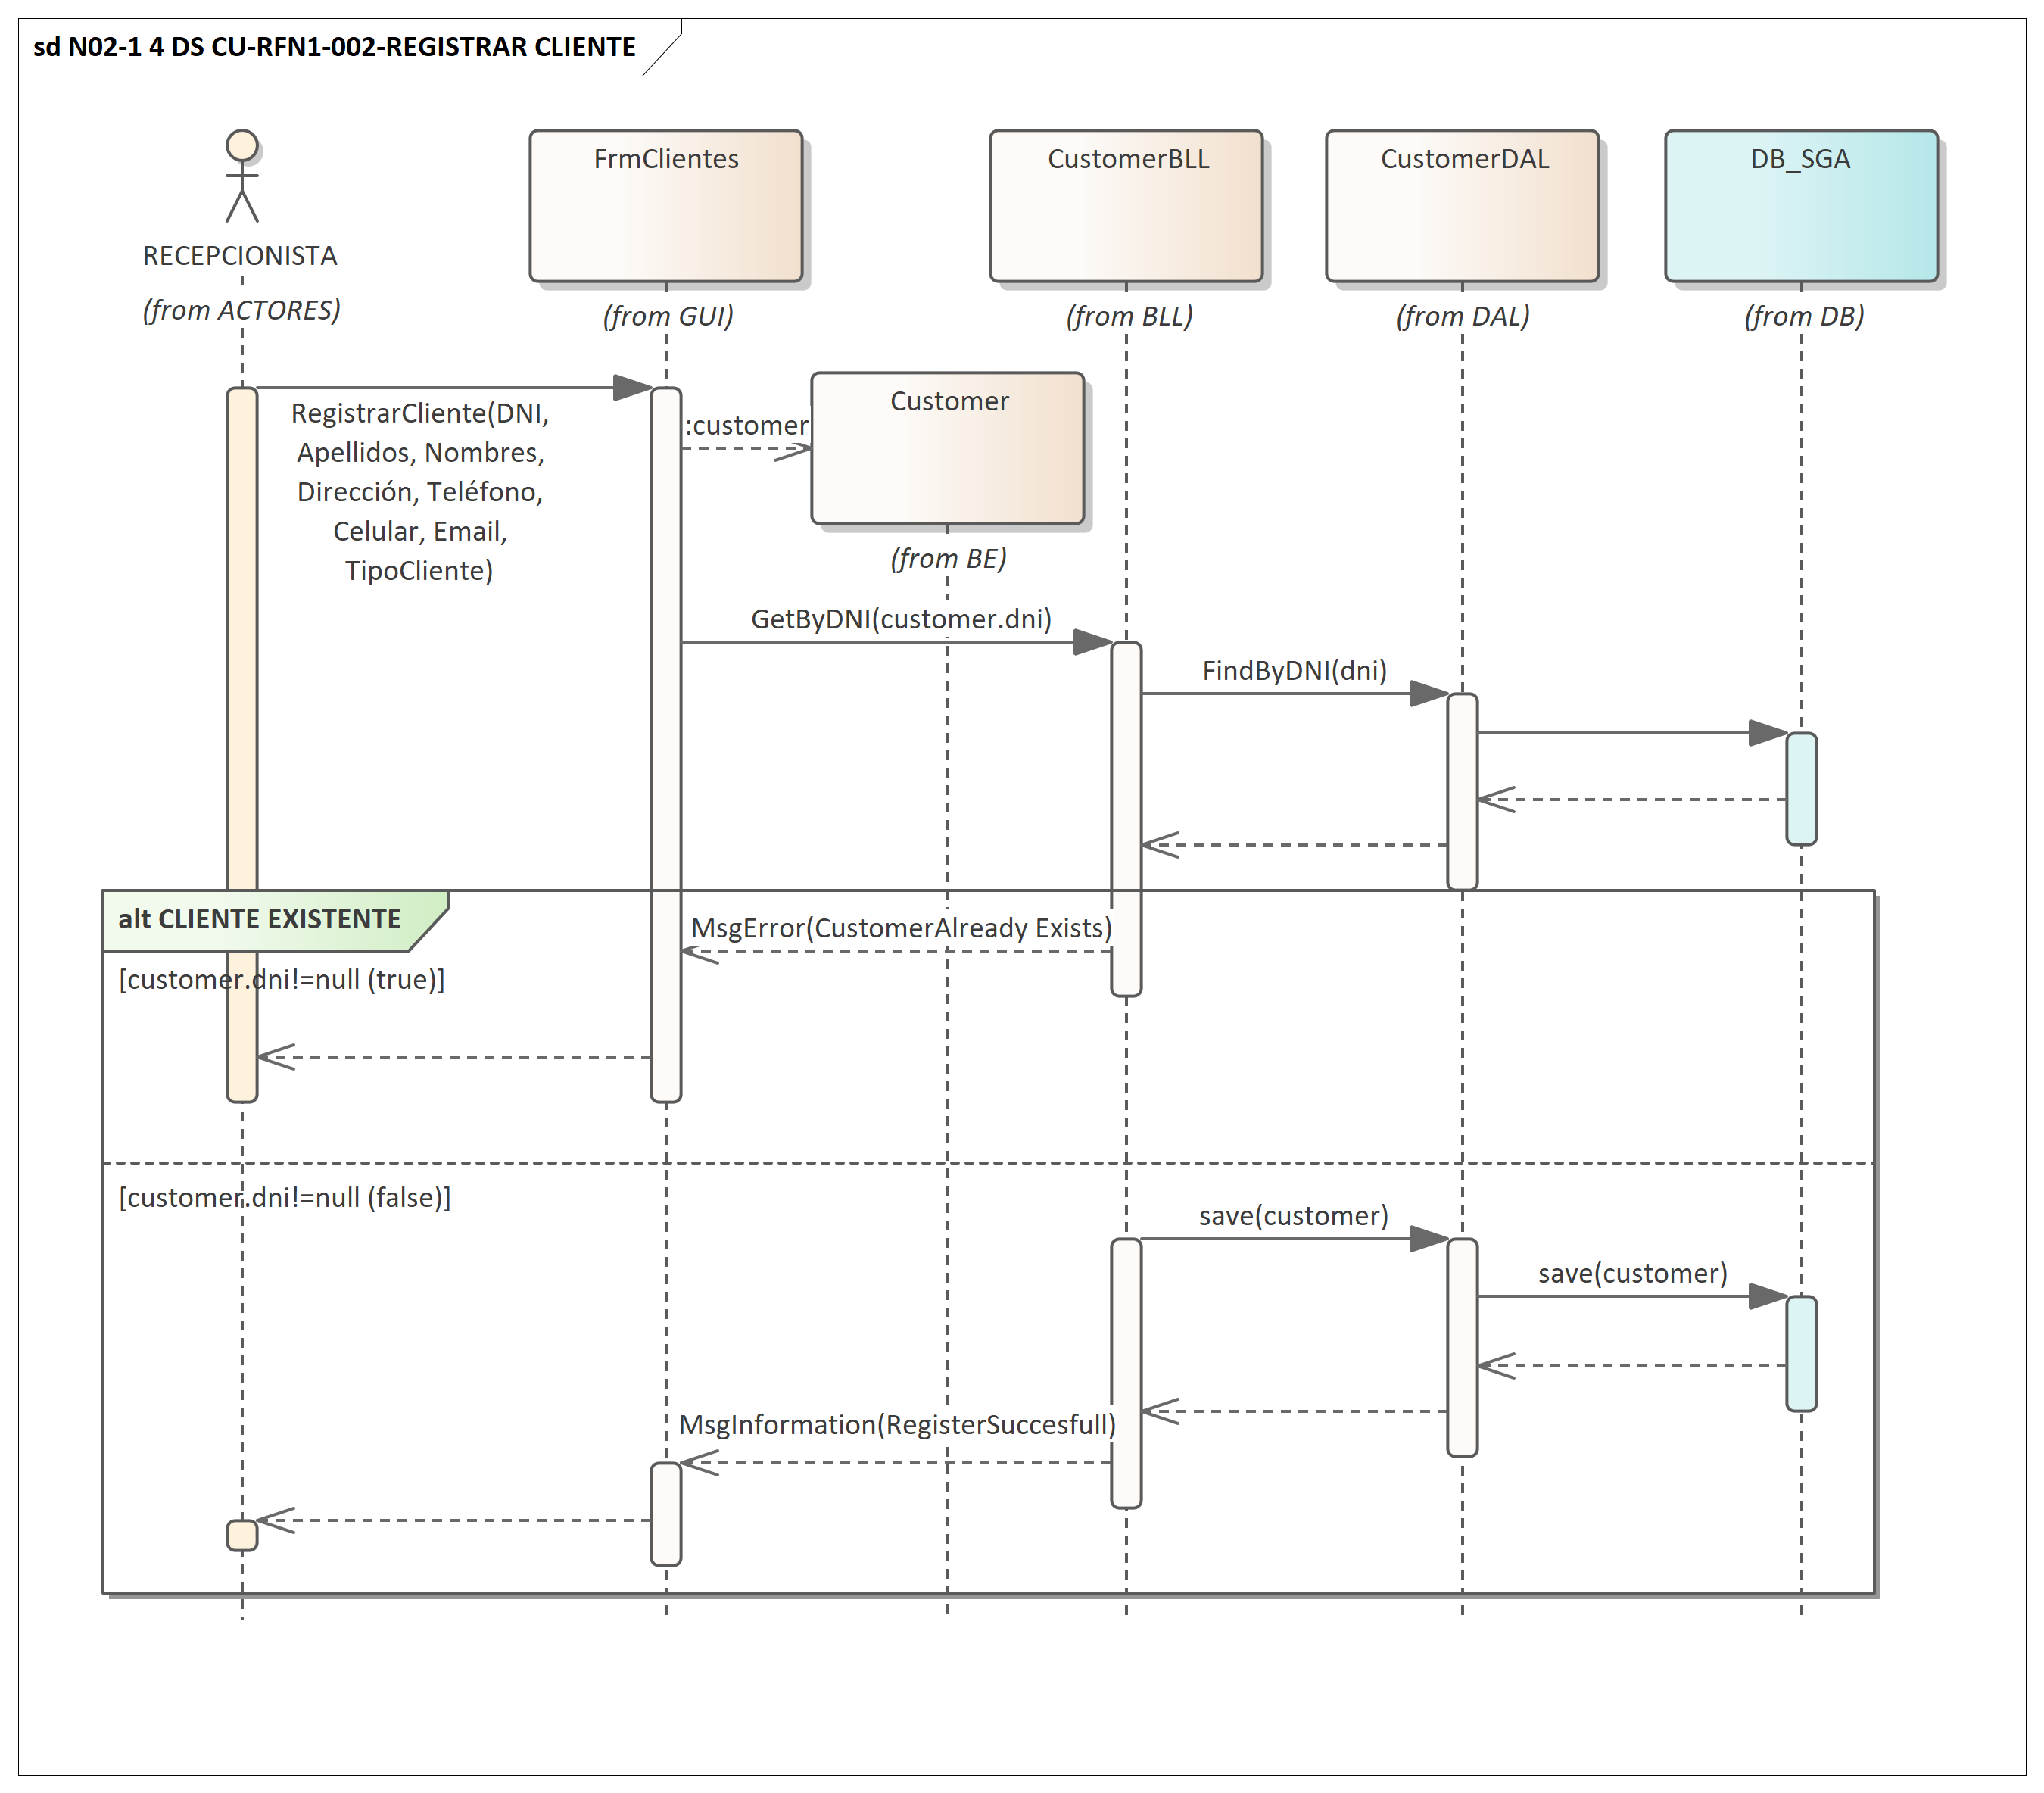 sd N02-1 4 DS CU-RFN1-002-REGISTRAR CLIENTE
FrmClientes
CustomerBLL
CustomerDAL
DB_SGA
RECEPCIONISTA
(from ACTORES)
(from GUI)
(from BLL)
(from DAL)
(from DB)
RegistrarCliente(DNI,
Apellidos, Nombres,
Dirección, Teléfono,
Celular, Email,
TipoCliente)
:customer
Customer
(from BE)
GetByDNI(customer.dni)
FindByDNI(dni)
alt CLIENTE EXISTENTE
MsgError(CustomerAlready Exists)
[customer.dni!=null (true)]
[customer.dni!=null (false)]
save(customer)
save(customer)
MsgInformation(RegisterSuccesfull)